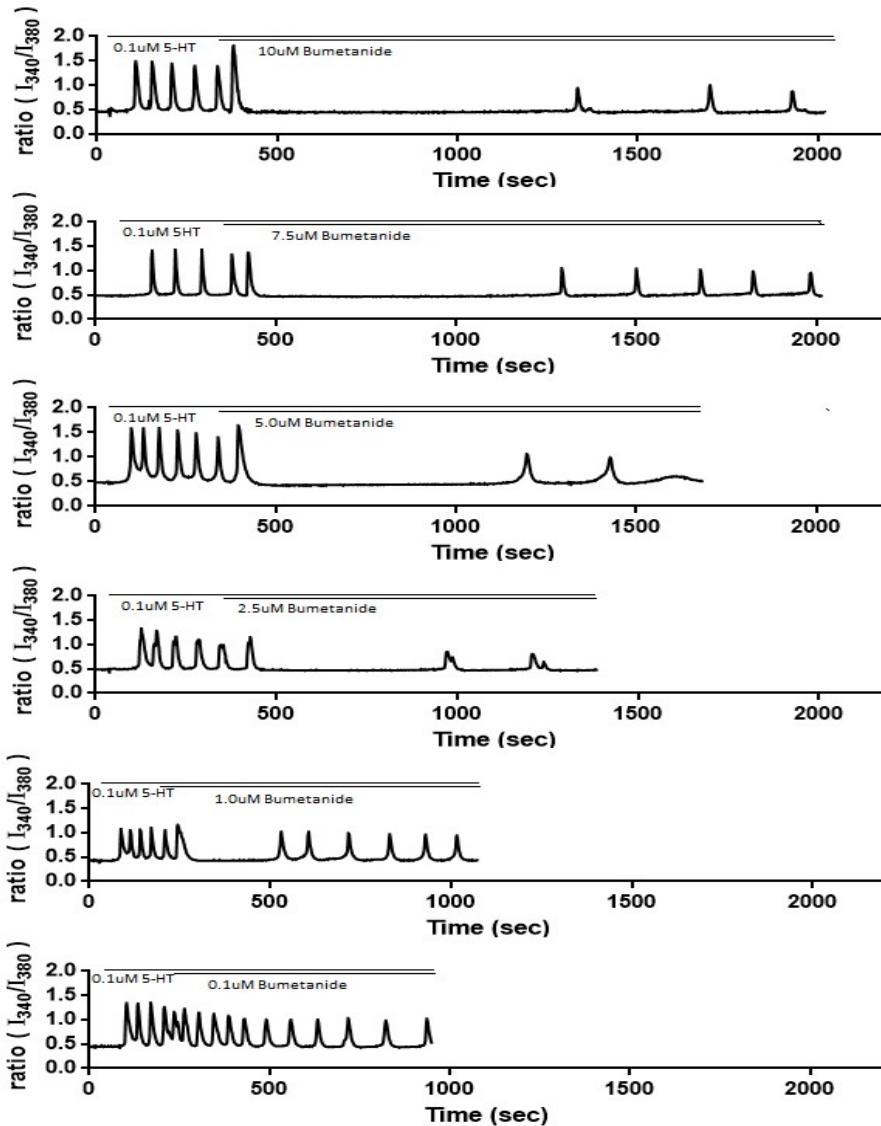 ratio ( I340/I380 )
2.0
0.1uM 5-HT 10uM Bumetanide
1.5
1.0
0.5
0.0
0 500 1000 1500 2000
Time (sec)
ratio ( I340/I380 )
2.0
0.1uM 5HT 7.5uM Bumetanide
1.5
1.0
0.5
0.0
0 500 1000 1500 2000
Time (sec)
ratio ( I340/I380 )
2.0
0.1uM 5-HT 5.0uM Bumetanide
1.5
1.0
0.5
0.0
0 500 1000 1500 2000
Time (sec)
ratio ( I340/I380 )
2.0
0.1uM 5-HT 2.5uM Bumetanide
1.5
1.0
0.5
0.0
0 500 1000 1500 2000
Time (sec)
ratio ( I340/I380 )
2.0
0.1uM 5-HT 1.0uM Bumetanide
1.5
1.0
0.5
0.0
0 500 1000 1500 2000
Time (sec)
ratio ( I340/I380 )
2.0
0.1uM 5-HT 0.1uM Bumetanide
1.5
1.0
0.5
0.0
0 500 1000 1500 2000
Time (sec)